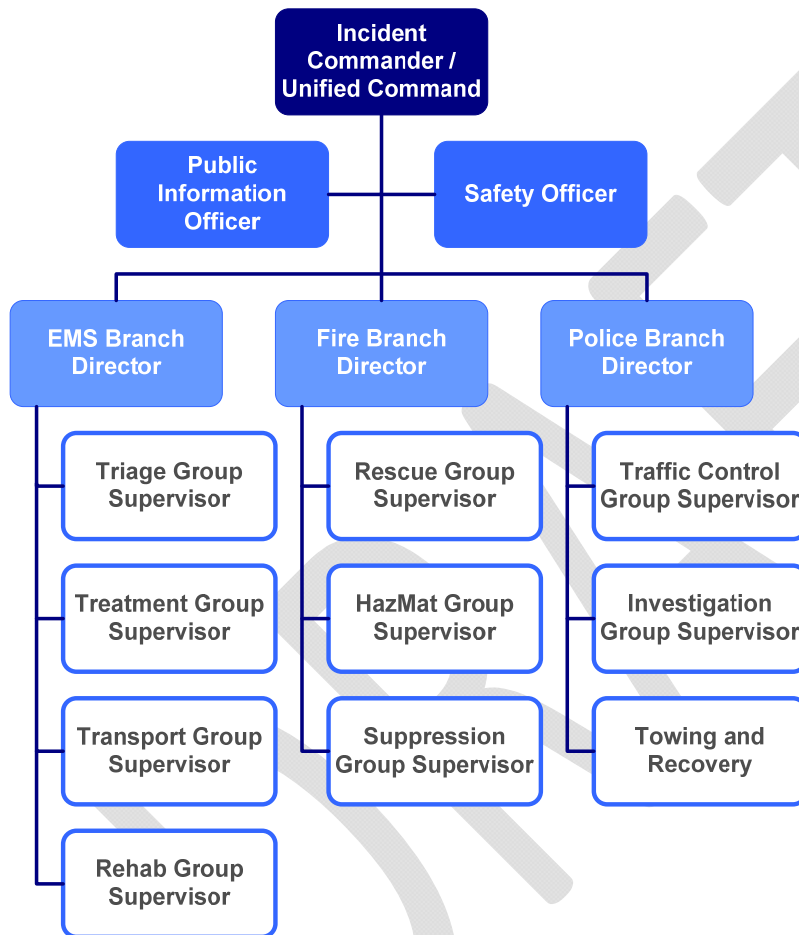 Incident
Commander /
Unified Command
Public
Information
Officer
Safety Officer
EMS Branch
Director
Fire Branch
Director
Police Branch
Director
Triage Group
Supervisor
Rescue Group
Supervisor
Traffic Control
Group Supervisor
Treatment Group
Supervisor
HazMat Group
Supervisor
Investigation
Group Supervisor
Transport Group
Supervisor
Suppression
Group Supervisor
Towing and
Recovery
Rehab Group
Supervisor